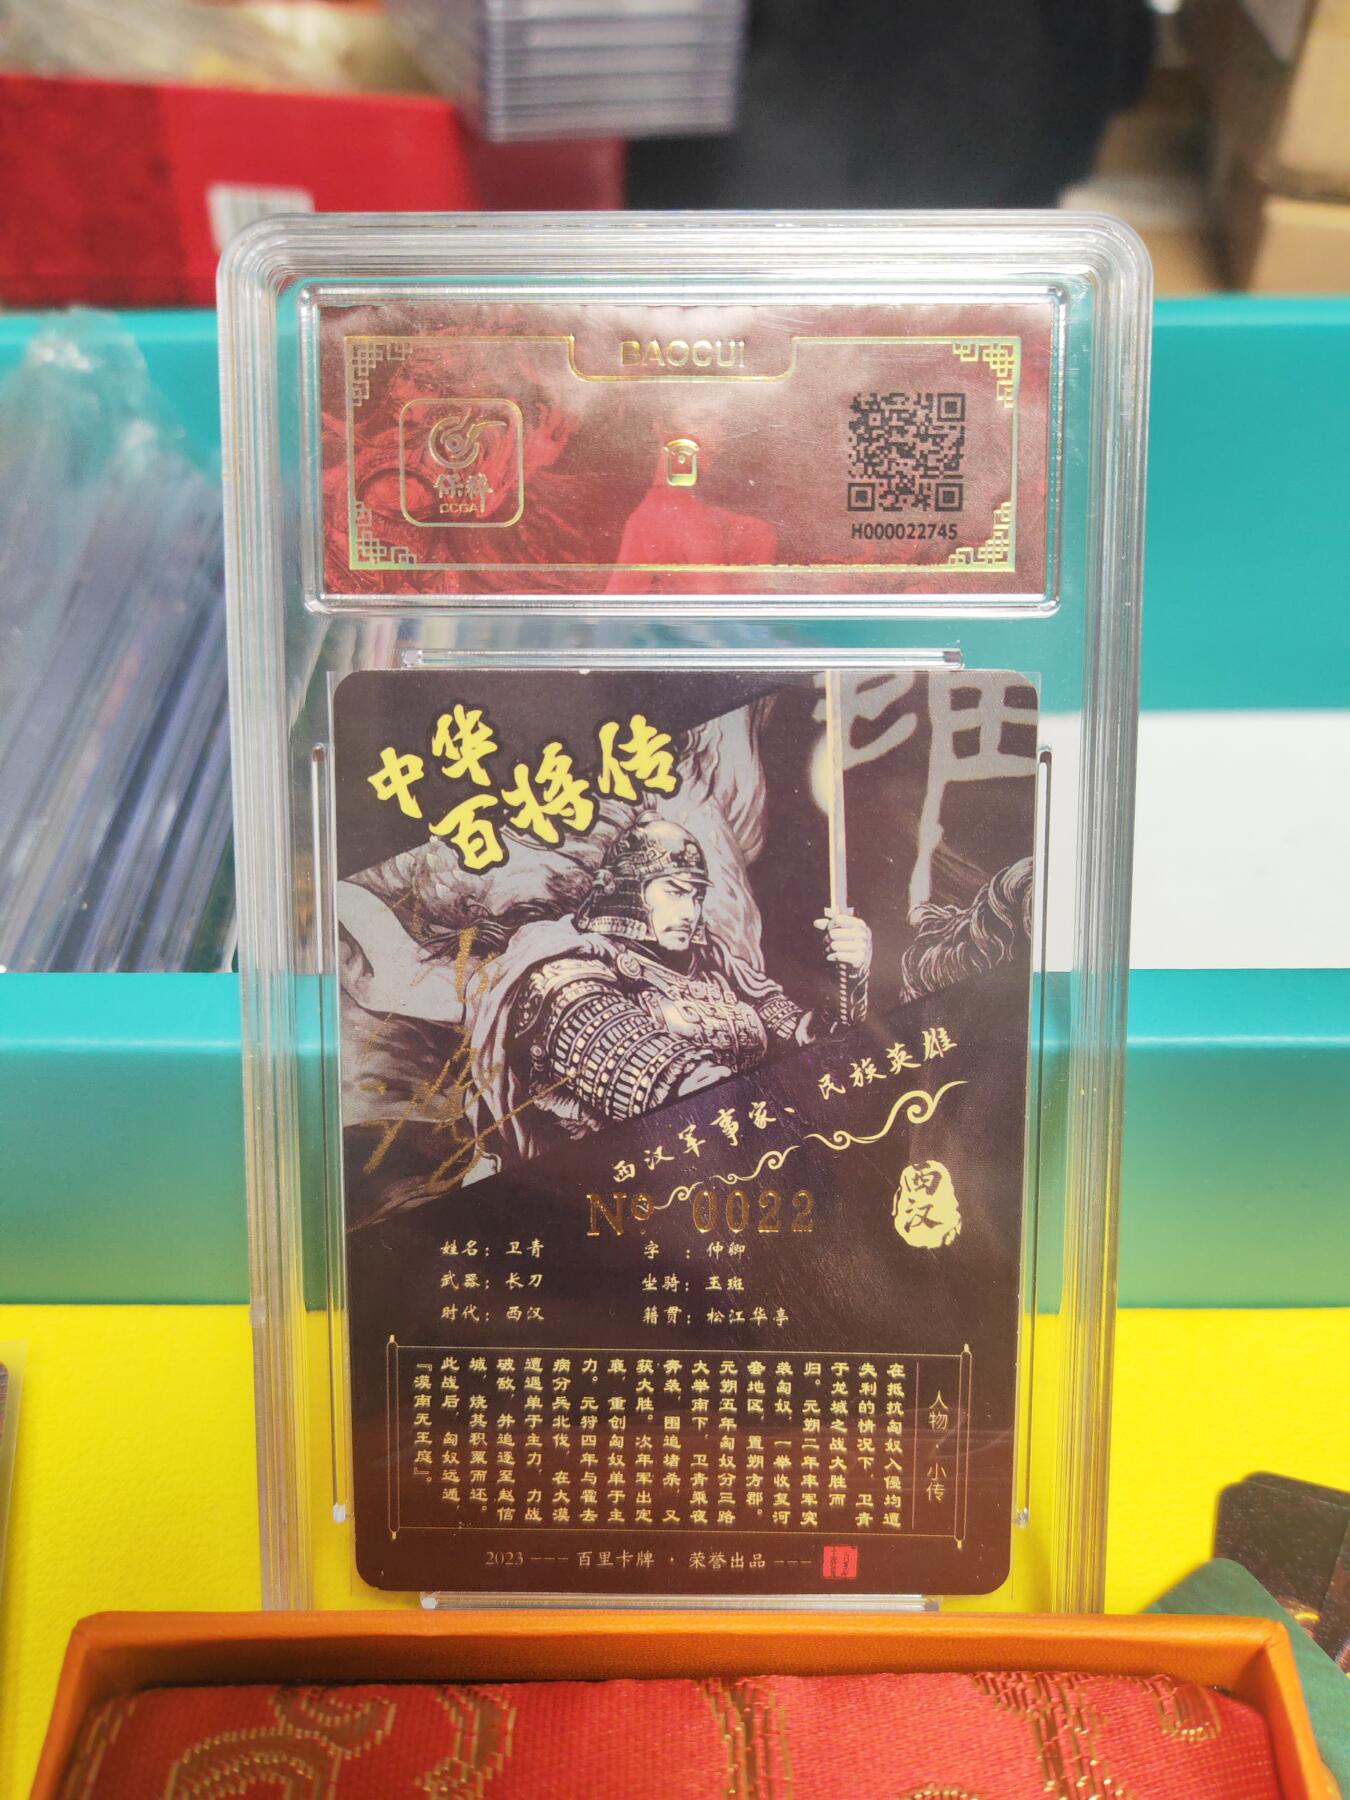 BAOCUI
保粹
CCGA
H000022745
中华
百将传
西汉军事家、民族英雄
西汉
№ 0022
姓名：卫青
字：仲卿
武器：长刀
坐骑：玉斑
时代：西汉
籍贯：松江华亭
人物·小传
在抵抗匈奴入侵均遭
失利的情况下，卫青
于龙城之战大胜而
归。元朔二年率军突
袭匈奴，一举收复河
套地区，置朔方郡。
元朔五年匈奴分三路
大举南下，卫青乘夜
奔袭，围追堵杀，又
获大胜。次年军出定
襄，重创匈奴单于主
力。元狩四年与霍去
病分兵北伐，在大漠
遭遇单于主力，力战
破敌，并追逐至赵信
城，烧其积粟而还。
此战后，匈奴远遁，
『漠南无王庭』。
2023 --- 百里卡牌 · 荣誉出品 ---